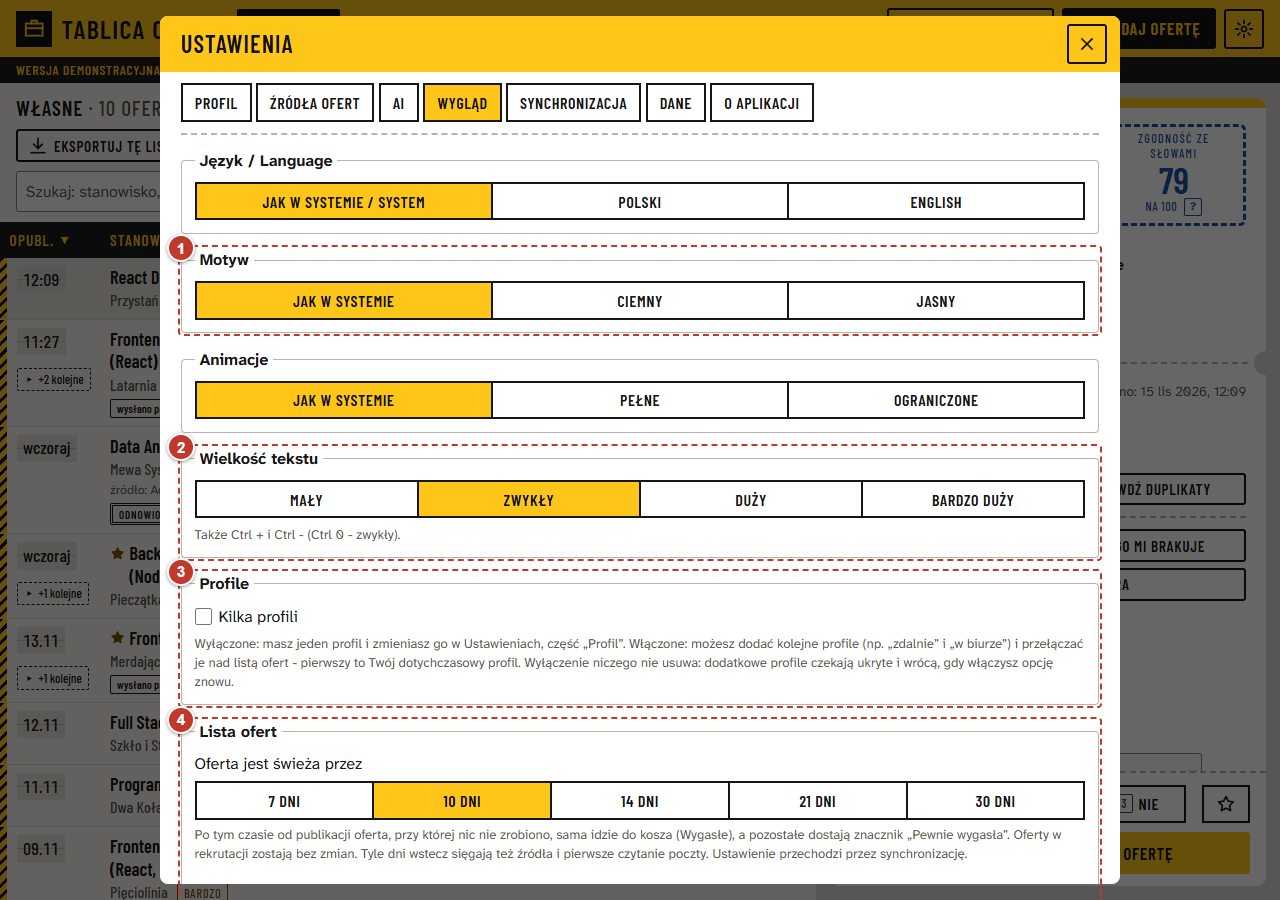 TABLICA
DAJ OFERTĘ
WERSJA DEMONSTRACYJNA
USTAWIENIA
PROFIL
ŹRÓDŁA OFERT
AI
WYGLĄD
SYNCHRONIZACJA
DANE
O APLIKACJI
WŁASNE · 10 OFER
EKSPORTUJ TĘ LIS
Szukaj: stanowisko,
OPUBL. ▼ STANOW
12:09 React D
Przystań
11:27 Fronten
(React)
+2 kolejne
Latarnia
wysłano p
wczoraj Data An
Mewa Sys
źródło: Ad
ODNOWIO
wczoraj ★ Back
(Nod
+1 kolejne
Pieczątka
13.11 ★ Front
Merdając
+1 kolejne
wysłano p
12.11 Full Sta
Szkło i St
11.11 Program
Dwa Koła
09.11 Fronten
(React,
Pięciolinia BARDZO
Język / Language
JAK W SYSTEMIE / SYSTEM
POLSKI
ENGLISH
1
Motyw
JAK W SYSTEMIE
CIEMNY
JASNY
Animacje
JAK W SYSTEMIE
PEŁNE
OGRANICZONE
2
Wielkość tekstu
MAŁY
ZWYKŁY
DUŻY
BARDZO DUŻY
Także Ctrl + i Ctrl - (Ctrl 0 - zwykły).
3
Profile
Kilka profili
Wyłączone: masz jeden profil i zmieniasz go w Ustawieniach, część „Profil”. Włączone: możesz dodać kolejne profile (np. „zdalnie” i „w biurze”) i przełączać
je nad listą ofert - pierwszy to Twój dotychczasowy profil. Wyłączenie niczego nie usuwa: dodatkowe profile czekają ukryte i wrócą, gdy włączysz opcję
znowu.
4
Lista ofert
Oferta jest świeża przez
7 DNI
10 DNI
14 DNI
21 DNI
30 DNI
Po tym czasie od publikacji oferta, przy której nic nie zrobiono, sama idzie do kosza (Wygasłe), a pozostałe dostają znacznik „Pewnie wygasła”. Oferty w
rekrutacji zostają bez zmian. Tyle dni wstecz sięgają też źródła i pierwsze czytanie poczty. Ustawienie przechodzi przez synchronizację.
ZGODNOŚĆ ZE
SŁOWAMI
79
NA 100 ?
e
no: 15 lis 2026, 12:09
WDŹ DUPLIKATY
O MI BRAKUJE
RA
3 NIE
OFERTĘ